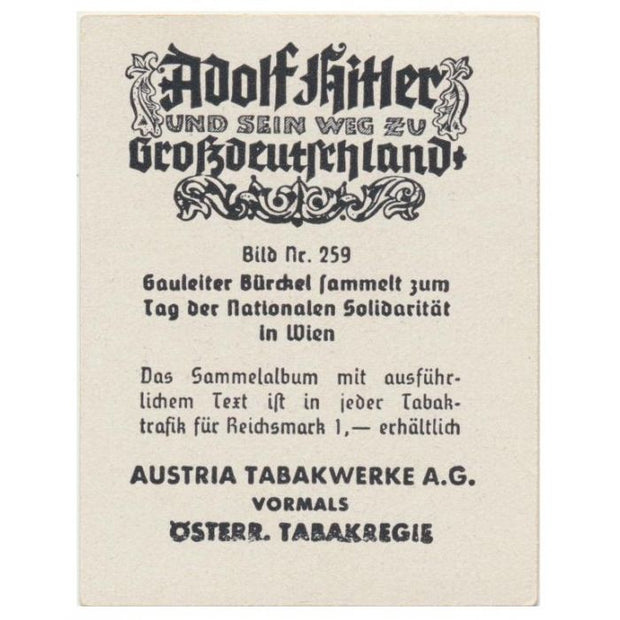 Adolf Hitler
UND SEIN WEG ZU
Großdeutschland
Bild Nr. 259
Gauleiter Bürckel sammelt zum
Tag der Nationalen Solidarität
in Wien
Das Sammelalbum mit ausführ-
lichem Text ist in jeder Tabak-
trafik für Reichsmark 1,— erhältlich
AUSTRIA TABAKWERKE A.G.
VORMALS
ÖSTERR. TABAKREGIE